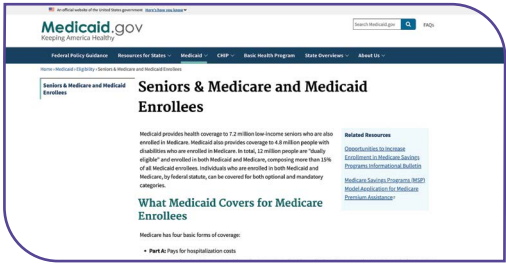 An official website of the United States government Here's how you know
Medicaid.gov
Keeping America Healthy
Search Medicaid.gov
FAQs
Federal Policy Guidance Resources for States Medicaid CHIP Basic Health Program State Overviews About Us
Home › Medicaid › Eligibility › Seniors & Medicare and Medicaid Enrollees
Seniors & Medicare and Medicaid
Enrollees
Seniors & Medicare and Medicaid
Enrollees
Medicaid provides health coverage to 7.2 million low-income seniors who are also
enrolled in Medicare. Medicaid also provides coverage to 4.8 million people with
disabilities who are enrolled in Medicare. In total, 12 million people are "dually
eligible" and enrolled in both Medicaid and Medicare, composing more than 15%
of all Medicaid enrollees. Individuals who are enrolled in both Medicaid and
Medicare, by federal statute, can be covered for both optional and mandatory
categories.
Related Resources
Opportunities to Increase
Enrollment in Medicare Savings
Programs Informational Bulletin
Medicare Savings Programs (MSP)
Model Application for Medicare
Premium Assistance
What Medicaid Covers for Medicare
Enrollees
Medicare has four basic forms of coverage:
• Part A: Pays for hospitalization costs